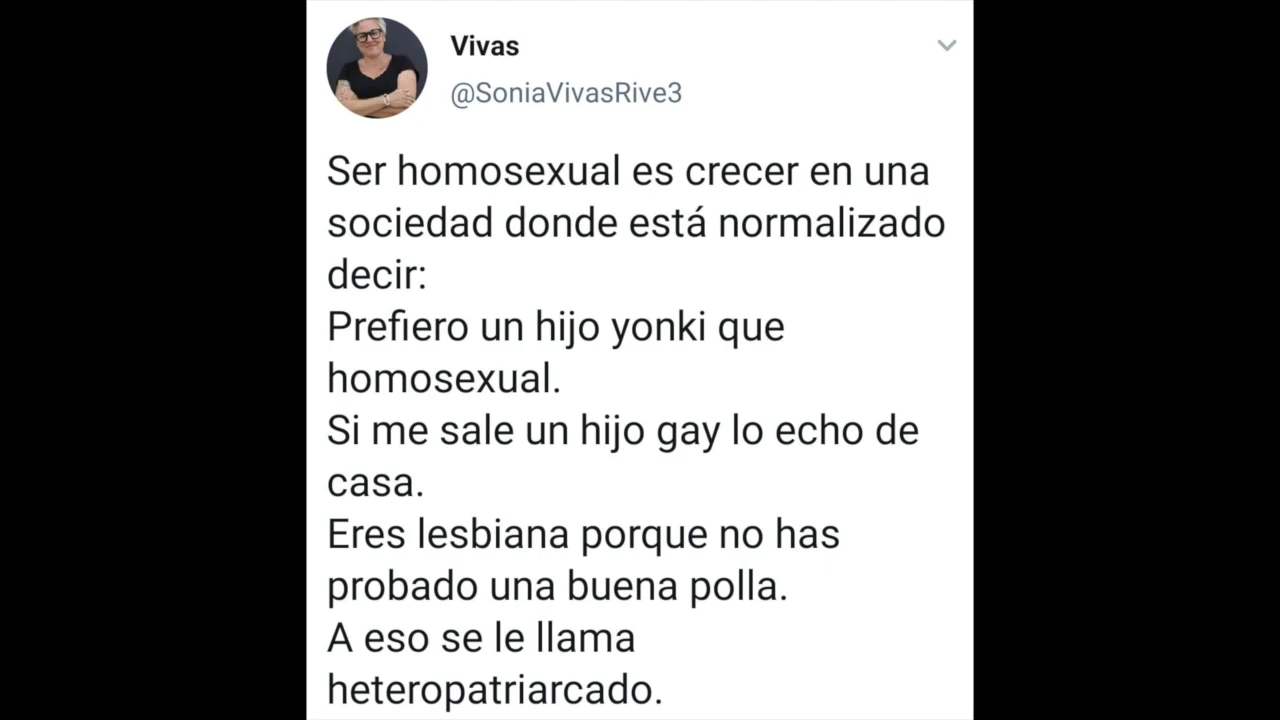 Vivas
@SoniaVivasRive3
Ser homosexual es crecer en una
sociedad donde está normalizado
decir:
Prefiero un hijo yonki que
homosexual.
Si me sale un hijo gay lo echo de
casa.
Eres lesbiana porque no has
probado una buena polla.
A eso se le llama
heteropatriarcado.